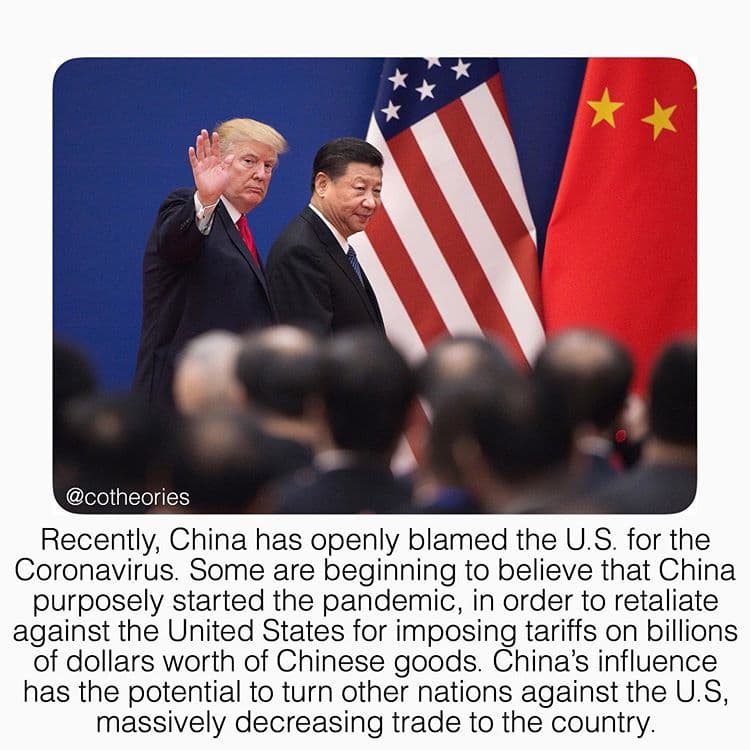 @cotheories
Recently, China has openly blamed the U.S. for the
Coronavirus. Some are beginning to believe that China
purposely started the pandemic, in order to retaliate
against the United States for imposing tariffs on billions
of dollars worth of Chinese goods. China's influence
has the potential to turn other nations against the U.S,
massively decreasing trade to the country.